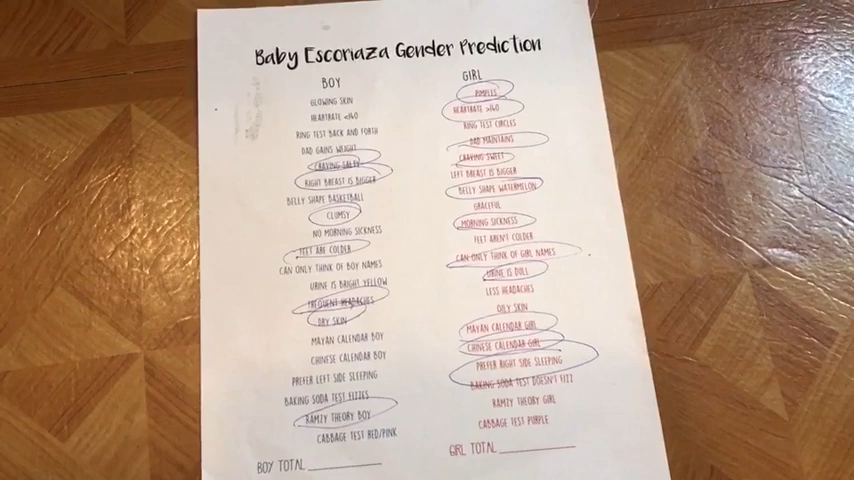 Baby Escoriaza Gender Prediction
BOY
GLOWING SKIN
HEARTRATE <140
RING TEST BACK AND FORTH
DAD GAINS WEIGHT
CRAVING SALTY
RIGHT BREAST IS BIGGER
BELLY SHAPE BASKETBALL
CLUMSY
NO MORNING SICKNESS
FEET ARE COLDER
CAN ONLY THINK OF BOY NAMES
URINE IS BRIGHT YELLOW
FREQUENT HEADACHES
DRY SKIN
MAYAN CALENDAR BOY
CHINESE CALENDAR BOY
PREFER LEFT SIDE SLEEPING
BAKING SODA TEST FIZZES
RAMZY THEORY BOY
CABBAGE TEST RED/PINK
BOY TOTAL
GIRL
PIMPLES
HEARTRATE >140
RING TEST CIRCLES
DAD MAINTAINS
CRAVING SWEET
LEFT BREAST IS BIGGER
BELLY SHAPE WATERMELON
GRACEFUL
MORNING SICKNESS
FEET AREN'T COLDER
CAN ONLY THINK OF GIRL NAMES
URINE IS DULL
LESS HEADACHES
OILY SKIN
MAYAN CALENDAR GIRL
CHINESE CALENDAR GIRL
PREFER RIGHT SIDE SLEEPING
BAKING SODA TEST DOESN'T FIZZ
RAMZY THEORY GIRL
CABBAGE TEST PURPLE
GIRL TOTAL